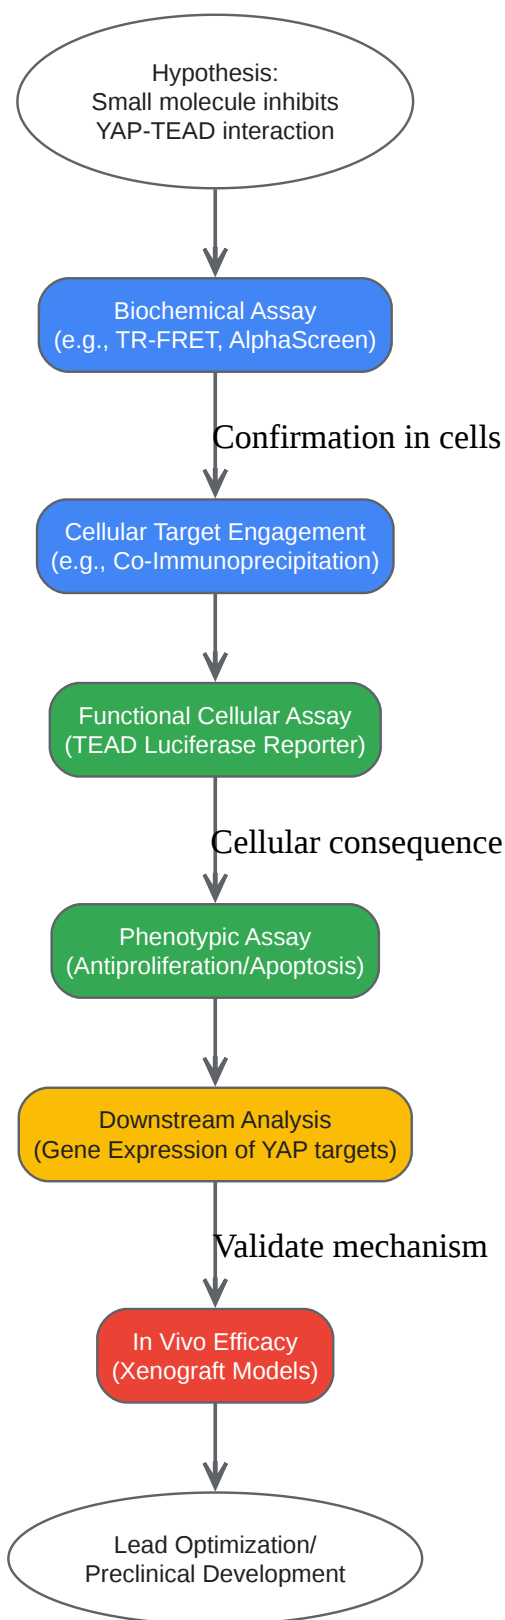 Hypothesis:
Small molecule inhibits
YAP-TEAD interaction
Biochemical Assay
(e.g., TR-FRET, AlphaScreen)
Confirmation in cells
Cellular Target Engagement
(e.g., Co-Immunoprecipitation)
Functional Cellular Assay
(TEAD Luciferase Reporter)
Cellular consequence
Phenotypic Assay
(Antiproliferation/Apoptosis)
Downstream Analysis
(Gene Expression of YAP targets)
Validate mechanism
In Vivo Efficacy
(Xenograft Models)
Lead Optimization/
Preclinical Development